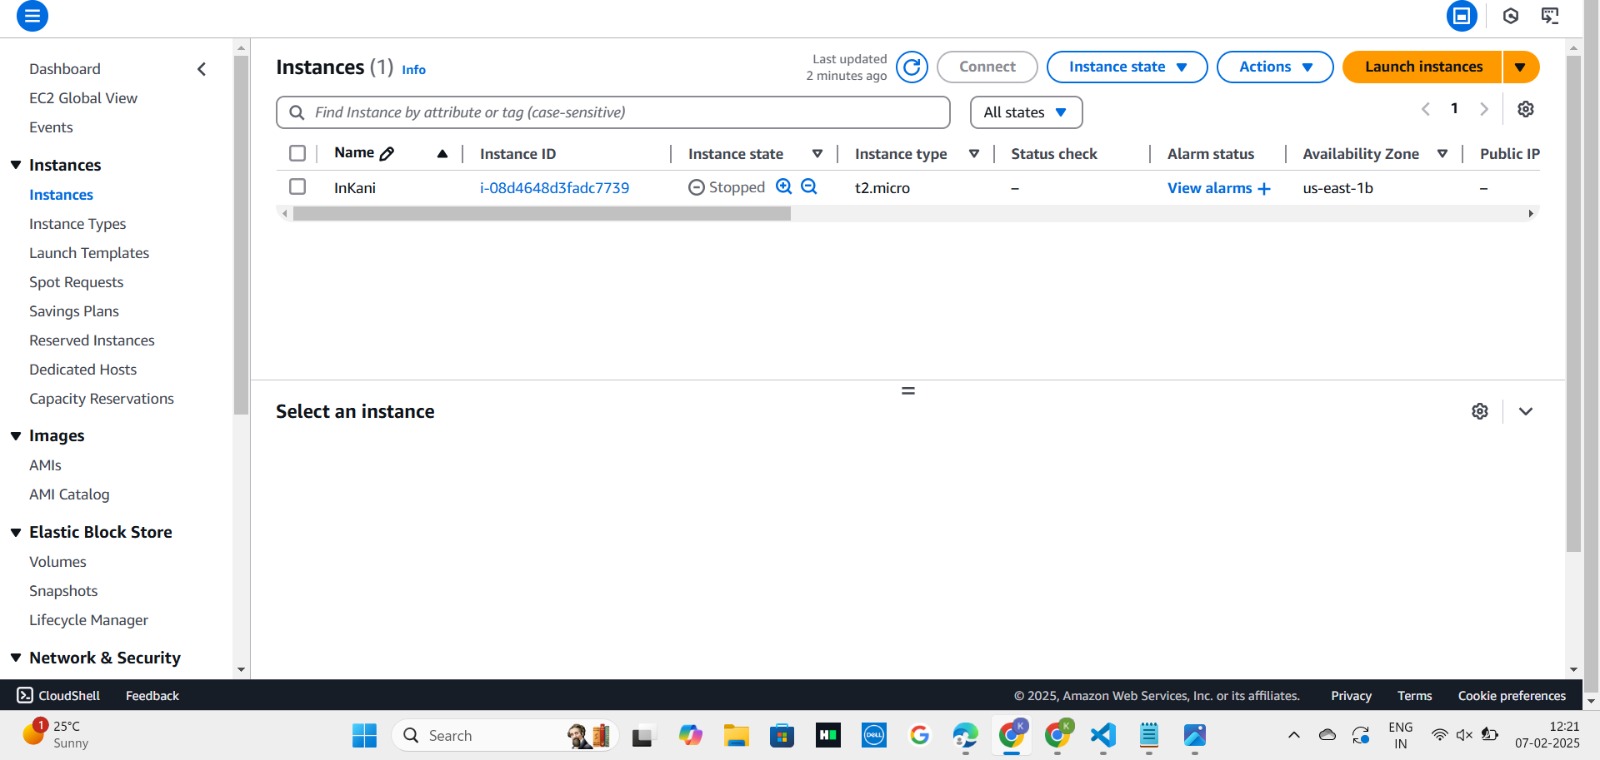 Dashboard
EC2 Global View
Events
Instances
Instances
Instance Types
Launch Templates
Spot Requests
Savings Plans
Reserved Instances
Dedicated Hosts
Capacity Reservations
Images
AMIs
AMI Catalog
Elastic Block Store
Volumes
Snapshots
Lifecycle Manager
Network & Security
Instances (1) Info
Last updated
2 minutes ago
Connect
Instance state
Actions
Launch instances
Find Instance by attribute or tag (case-sensitive)
All states
1
Name Instance ID Instance state Instance type Status check Alarm status Availability Zone Public IP
InKani i-08d4648d3fadc7739 Stopped t2.micro – View alarms + us-east-1b –
Select an instance
CloudShell Feedback © 2025, Amazon Web Services, Inc. or its affiliates. Privacy Terms Cookie preferences
1
25°C
Sunny
Search
DELL
K
K
ENG
IN
12:21
07-02-2025